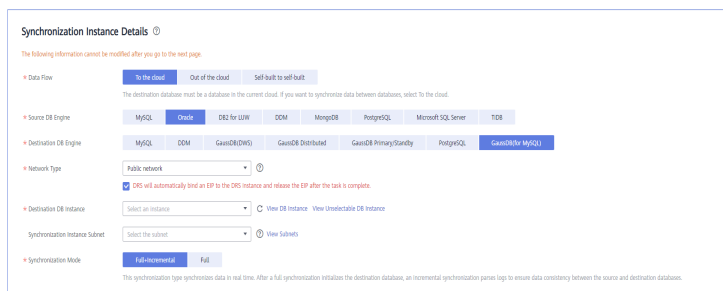 Synchronization Instance Details ?
The following information cannot be modified after you go to the next page.
* Data Flow To the cloud Out of the cloud Self-built to self-built
The destination database must be a database in the current cloud. If you want to synchronize data between databases, select To the cloud.
* Source DB Engine MySQL Oracle DB2 for LUW DDM MongoDB PostgreSQL Microsoft SQL Server TiDB
* Destination DB Engine MySQL DDM GaussDB(DWS) GaussDB Distributed GaussDB Primary/Standby PostgreSQL GaussDB(for MySQL)
* Network Type Public network ?
DRS will automatically bind an EIP to the DRS instance and release the EIP after the task is complete.
* Destination DB Instance Select an instance View DB Instance View Unselectable DB Instance
Synchronization Instance Subnet Select the subnet ? View Subnets
* Synchronization Mode Full+Incremental Full
This synchronization type synchronizes data in real time. After a full synchronization initializes the destination database, an incremental synchronization parses logs to ensure data consistency between the source and destination databases.